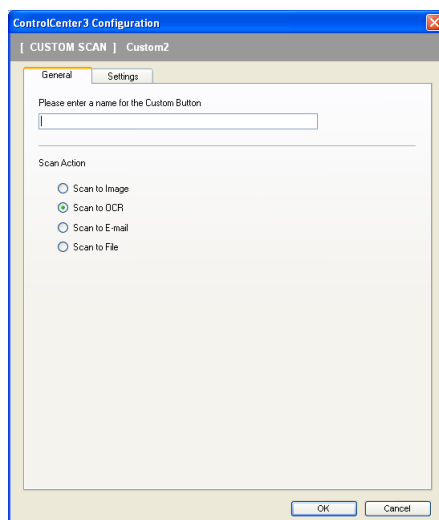 ControlCenter3 Configuration
[ CUSTOM SCAN ] Custom2
General Settings
Please enter a name for the Custom Button
Scan Action
Scan to Image
Scan to OCR
Scan to E-mail
Scan to File
OK Cancel